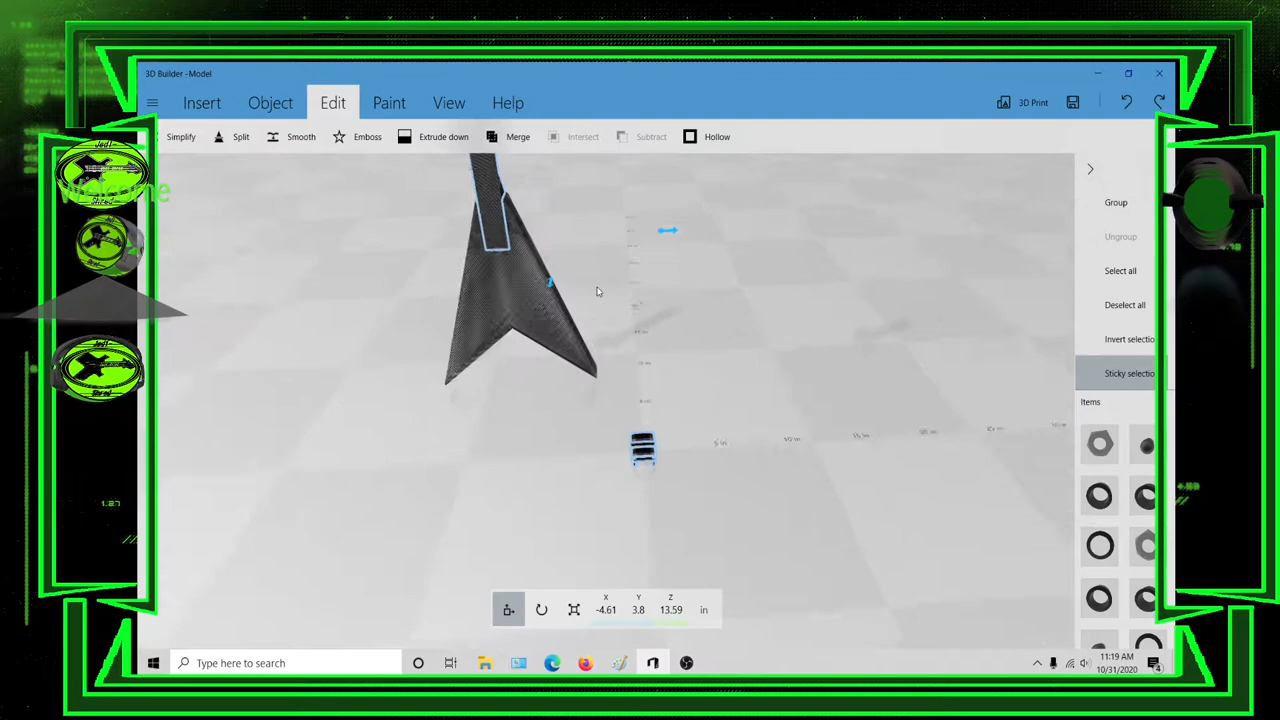 3D Builder -Model
Insert Object Edit Paint View Help
3D Print
Simplify Split Smooth Emboss Extrude down Merge Intersect Subtract Hollow
Welcome
Group
Ungroup
Select all
Deselect all
Invert selectio
Sticky selectio
Items
X Y Z
-4.61 3.8 13.59 in
Type here to search
11:19 AM
10/31/2020
4